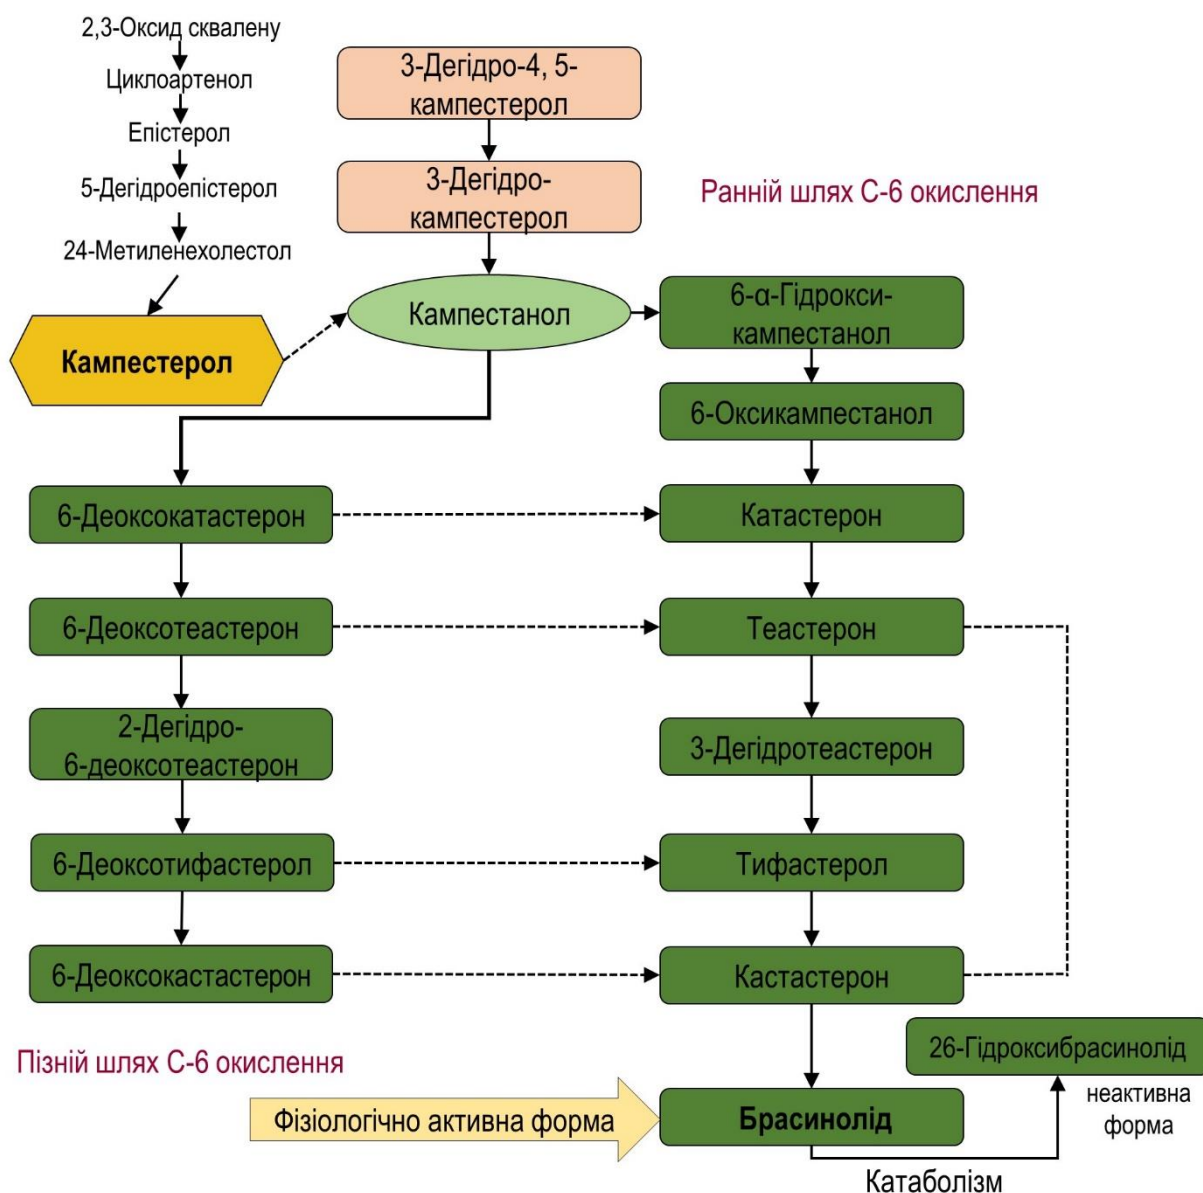 2,3-Оксид сквалену
Циклоартенол
Епістерол
5-Дегідроепістерол
24-Метиленехолестол
Кампестерол
3-Дегідро-4, 5-
кампестерол
3-Дегідро-
кампестерол
Кампестанол
Ранній шлях С-6 окислення
6-α-Гідрокси-
кампестанол
6-Оксикампестанол
6-Деоксокатастерон
Катастерон
6-Деоксотеастерон
Теастерон
2-Дегідро-
6-деоксотеастерон
3-Дегідротеастерон
6-Деоксотифастерол
Тифастерол
6-Деоксокастастерон
Кастастерон
Пізній шлях С-6 окислення
26-Гідроксибрасинолід
неактивна
форма
Фізіологічно активна форма
Брасинолід
Катаболізм